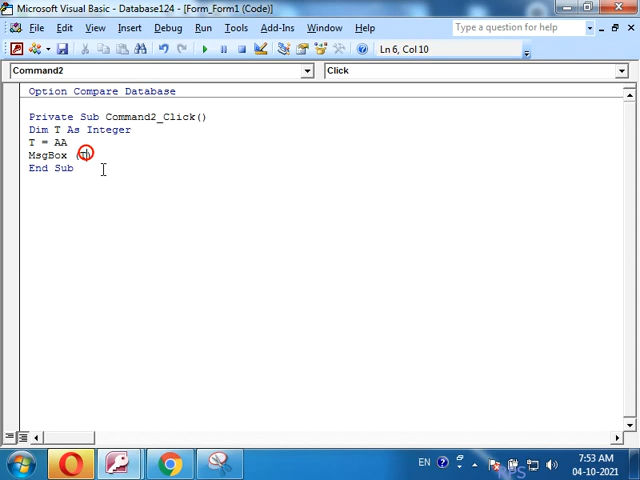 Microsoft Visual Basic - Database124 - [Form_Form1 (Code)]
File Edit View Insert Debug Run Tools Add-Ins Window Help
Type a question for help
Ln 6, Col 10
Command2
Click
Option Compare Database
Private Sub Command2_Click()
Dim T As Integer
T = AA
MsgBox (T)
End Sub
EN
7:53 AM
04-10-2021